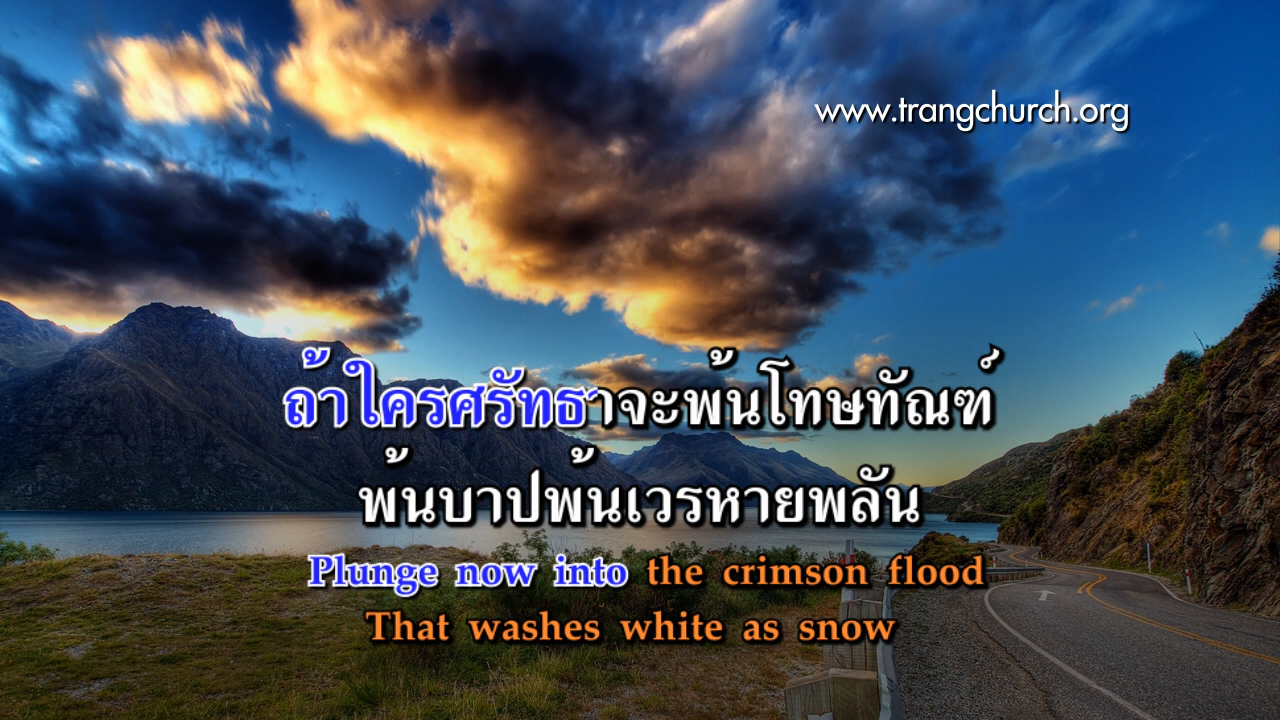 www.trangchurch.org
ถ้าใครศรัทธาจะพ้นโทษทัณฑ์
พ้นบาปพ้นเวรหายพลัน
Plunge now into the crimson flood
That washes white as snow